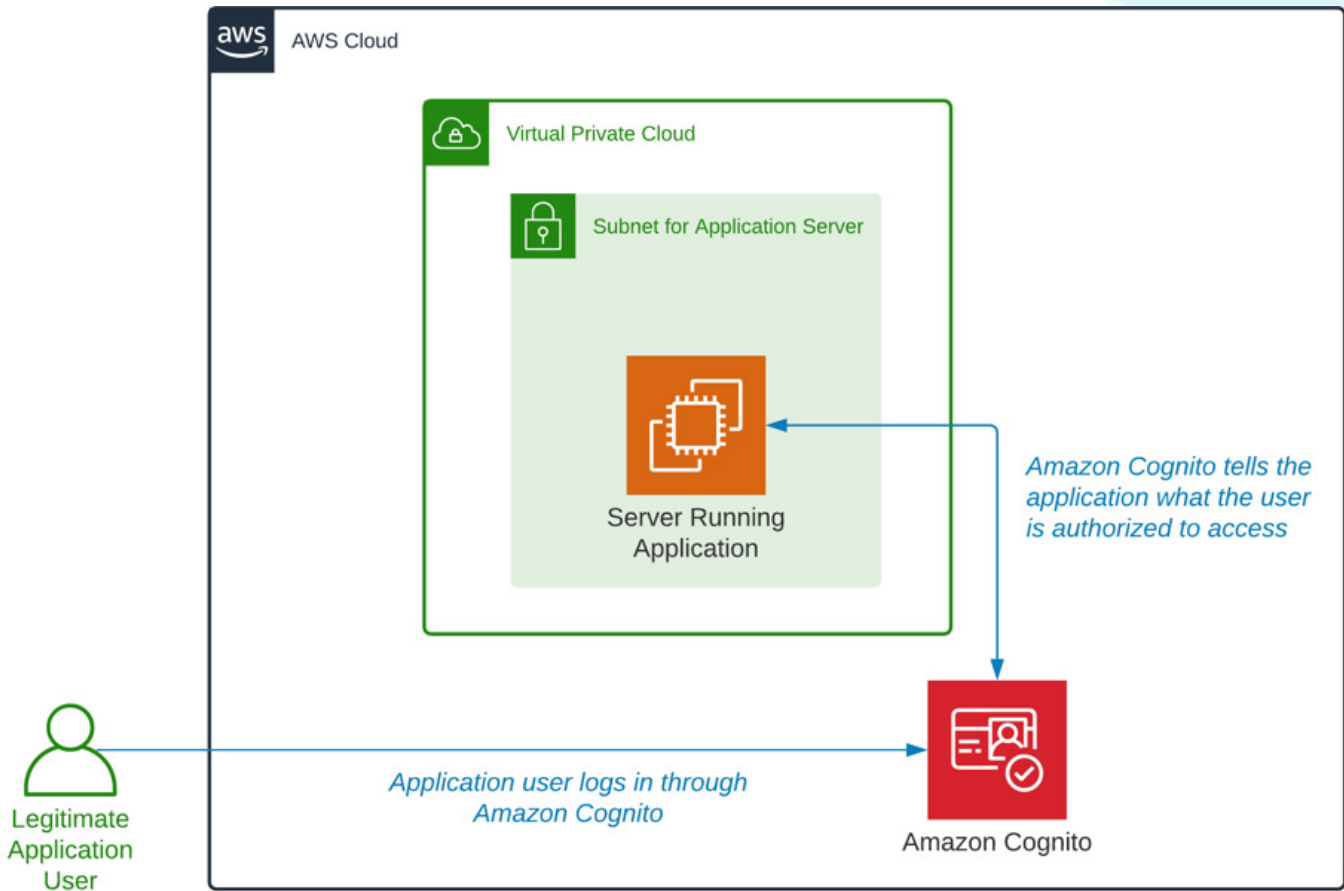 aws
AWS Cloud
Virtual Private Cloud
Subnet for Application Server
Server Running
Application
Amazon Cognito tells the
application what the user
is authorized to access
Application user logs in through
Amazon Cognito
Legitimate
Application
User
Amazon Cognito